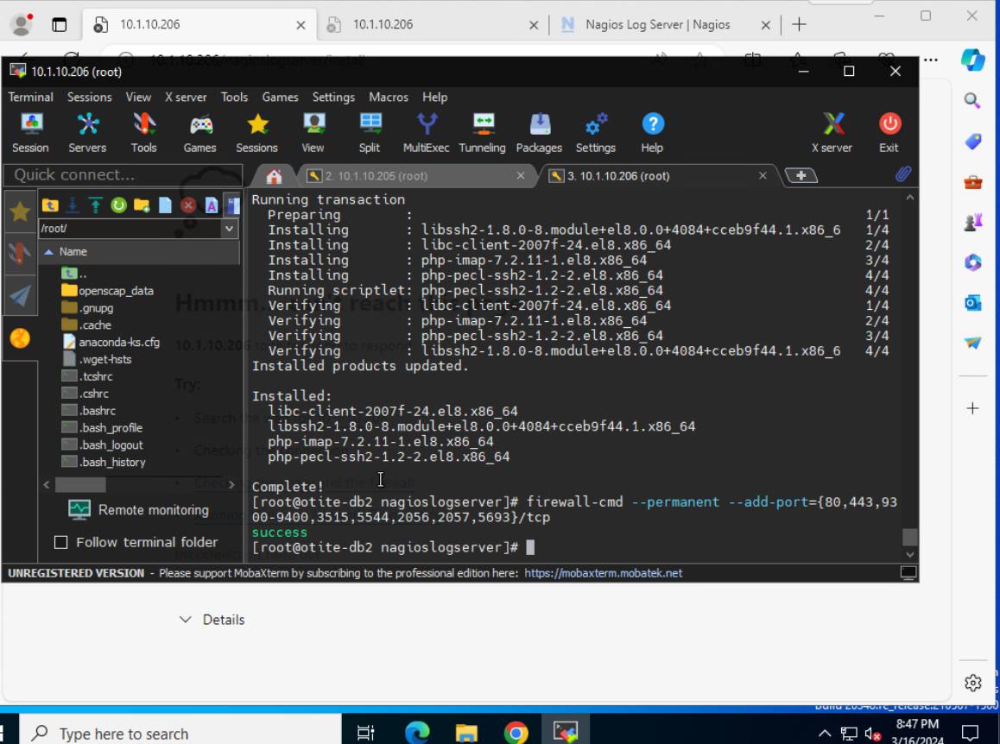 10.1.10.206
10.1.10.206
Nagios Log Server | Nagios
10.1.10.206/nagioslogserver/install
10.1.10.206 (root)
Terminal Sessions View X server Tools Games Settings Macros Help
Session Servers Tools Games Sessions View Split MultiExec Tunneling Packages Settings Help X server Exit
Quick connect...
2. 10.1.10.205 (root)
3. 10.1.10.206 (root)
/root/
Name
..
openscap_data
.gnupg
.cache
anaconda-ks.cfg
.wget-hsts
.tcshrc
.cshrc
.bashrc
.bash_profile
.bash_logout
.bash_history
Remote monitoring
Follow terminal folder
Running transaction
Preparing : 1/1
Installing : libssh2-1.8.0-8.module+el8.0.0+4084+cceb9f44.1.x86_6 1/4
Installing : libc-client-2007f-24.el8.x86_64 2/4
Installing : php-imap-7.2.11-1.el8.x86_64 3/4
Installing : php-pecl-ssh2-1.2-2.el8.x86_64 4/4
Running scriptlet: php-pecl-ssh2-1.2-2.el8.x86_64 4/4
Verifying : libc-client-2007f-24.el8.x86_64 1/4
Verifying : php-imap-7.2.11-1.el8.x86_64 2/4
Verifying : php-pecl-ssh2-1.2-2.el8.x86_64 3/4
Verifying : libssh2-1.8.0-8.module+el8.0.0+4084+cceb9f44.1.x86_6 4/4
Installed products updated.
Installed:
libc-client-2007f-24.el8.x86_64
libssh2-1.8.0-8.module+el8.0.0+4084+cceb9f44.1.x86_64
php-imap-7.2.11-1.el8.x86_64
php-pecl-ssh2-1.2-2.el8.x86_64
Complete!
[root@otite-db2 nagioslogserver]# firewall-cmd --permanent --add-port={80,443,93
00-9400,3515,5544,2056,2057,5693}/tcp
success
[root@otite-db2 nagioslogserver]#
Hmmm...
10.1.10.206
Try:
UNREGISTERED VERSION - Please support MobaXterm by subscribing to the professional edition here: https://mobaxterm.mobatek.net
Details
Type here to search
8:47 PM
3/16/2024